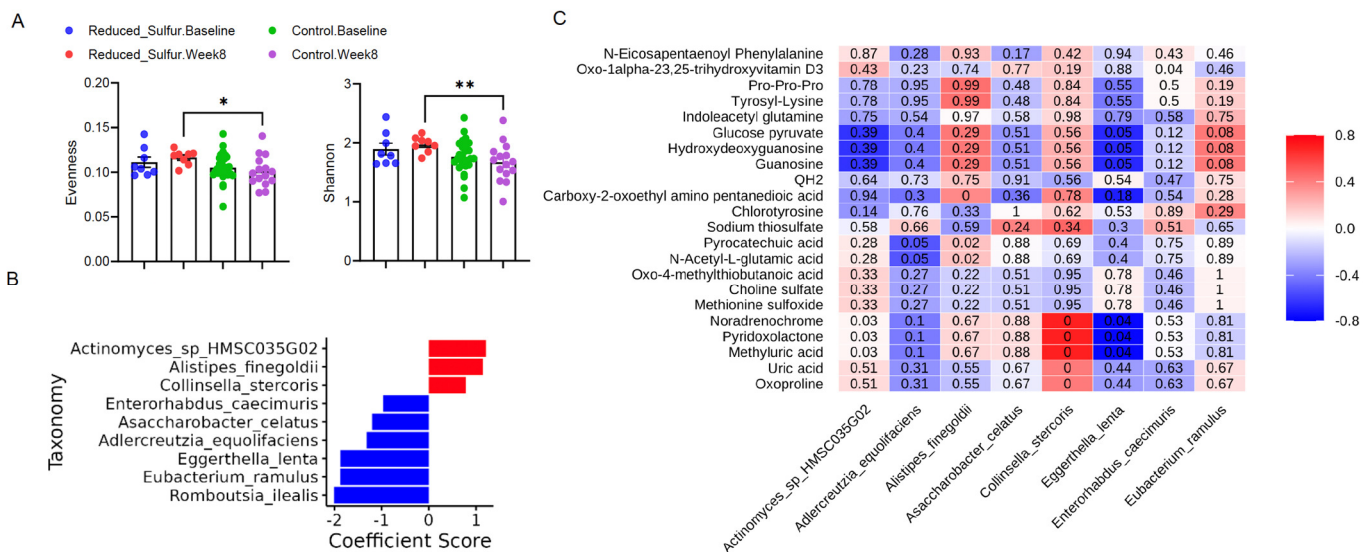 A
Reduced_Sulfur.Baseline
Control.Baseline
Reduced_Sulfur.Week8
Control.Week8
Evenness
0.20
0.15
0.10
0.05
0.00
*
Shannon
3
2
1
0
**
B
Taxonomy
Actinomyces_sp_HMSC035G02
Alistipes_finegoldii
Collinsella_stercoris
Enterorhabdus_caecimuris
Asaccharobacter_celatus
Adlercreutzia_equolifaciens
Eggerthella_lenta
Eubacterium_ramulus
Romboutsia_ilealis
-2 -1 0 1
Coefficient Score
C
N-Eicosapentaenoyl Phenylalanine 0.87 0.28 0.93 0.17 0.42 0.94 0.43 0.46
Oxo-1alpha-23,25-trihydroxyvitamin D3 0.43 0.23 0.74 0.77 0.19 0.88 0.04 0.46
Pro-Pro-Pro 0.78 0.95 0.99 0.48 0.84 0.55 0.5 0.19
Tyrosyl-Lysine 0.78 0.95 0.99 0.48 0.84 0.55 0.5 0.19
Indoleacetyl glutamine 0.75 0.54 0.97 0.58 0.98 0.79 0.58 0.75
Glucose pyruvate 0.39 0.4 0.29 0.51 0.56 0.05 0.12 0.08
Hydroxydeoxyguanosine 0.39 0.4 0.29 0.51 0.56 0.05 0.12 0.08
Guanosine 0.39 0.4 0.29 0.51 0.56 0.05 0.12 0.08
QH2 0.64 0.73 0.75 0.91 0.56 0.54 0.47 0.75
Carboxy-2-oxoethyl amino pentanedioic acid 0.94 0.3 0 0.36 0.78 0.18 0.54 0.28
Chlorotyrosine 0.14 0.76 0.33 1 0.62 0.53 0.89 0.29
Sodium thiosulfate 0.58 0.66 0.59 0.24 0.34 0.3 0.51 0.65
Pyrocatechuic acid 0.28 0.05 0.02 0.88 0.69 0.4 0.75 0.89
N-Acetyl-L-glutamic acid 0.28 0.05 0.02 0.88 0.69 0.4 0.75 0.89
Oxo-4-methylthiobutanoic acid 0.33 0.27 0.22 0.51 0.95 0.78 0.46 1
Choline sulfate 0.33 0.27 0.22 0.51 0.95 0.78 0.46 1
Methionine sulfoxide 0.33 0.27 0.22 0.51 0.95 0.78 0.46 1
Noradrenochrome 0.03 0.1 0.67 0.88 0 0.04 0.53 0.81
Pyridoxolactone 0.03 0.1 0.67 0.88 0 0.04 0.53 0.81
Methyluric acid 0.03 0.1 0.67 0.88 0 0.04 0.53 0.81
Uric acid 0.51 0.31 0.55 0.67 0 0.44 0.63 0.67
Oxoproline 0.51 0.31 0.55 0.67 0 0.44 0.63 0.67
Actinomyces_sp_HMSC035G02
Adlercreutzia_equolifaciens
Alistipes_finegoldii
Asaccharobacter_celatus
Collinsella_stercoris
Eggerthella_lenta
Enterorhabdus_caecimuris
Eubacterium_ramulus
0.8
0.4
0.0
-0.4
-0.8